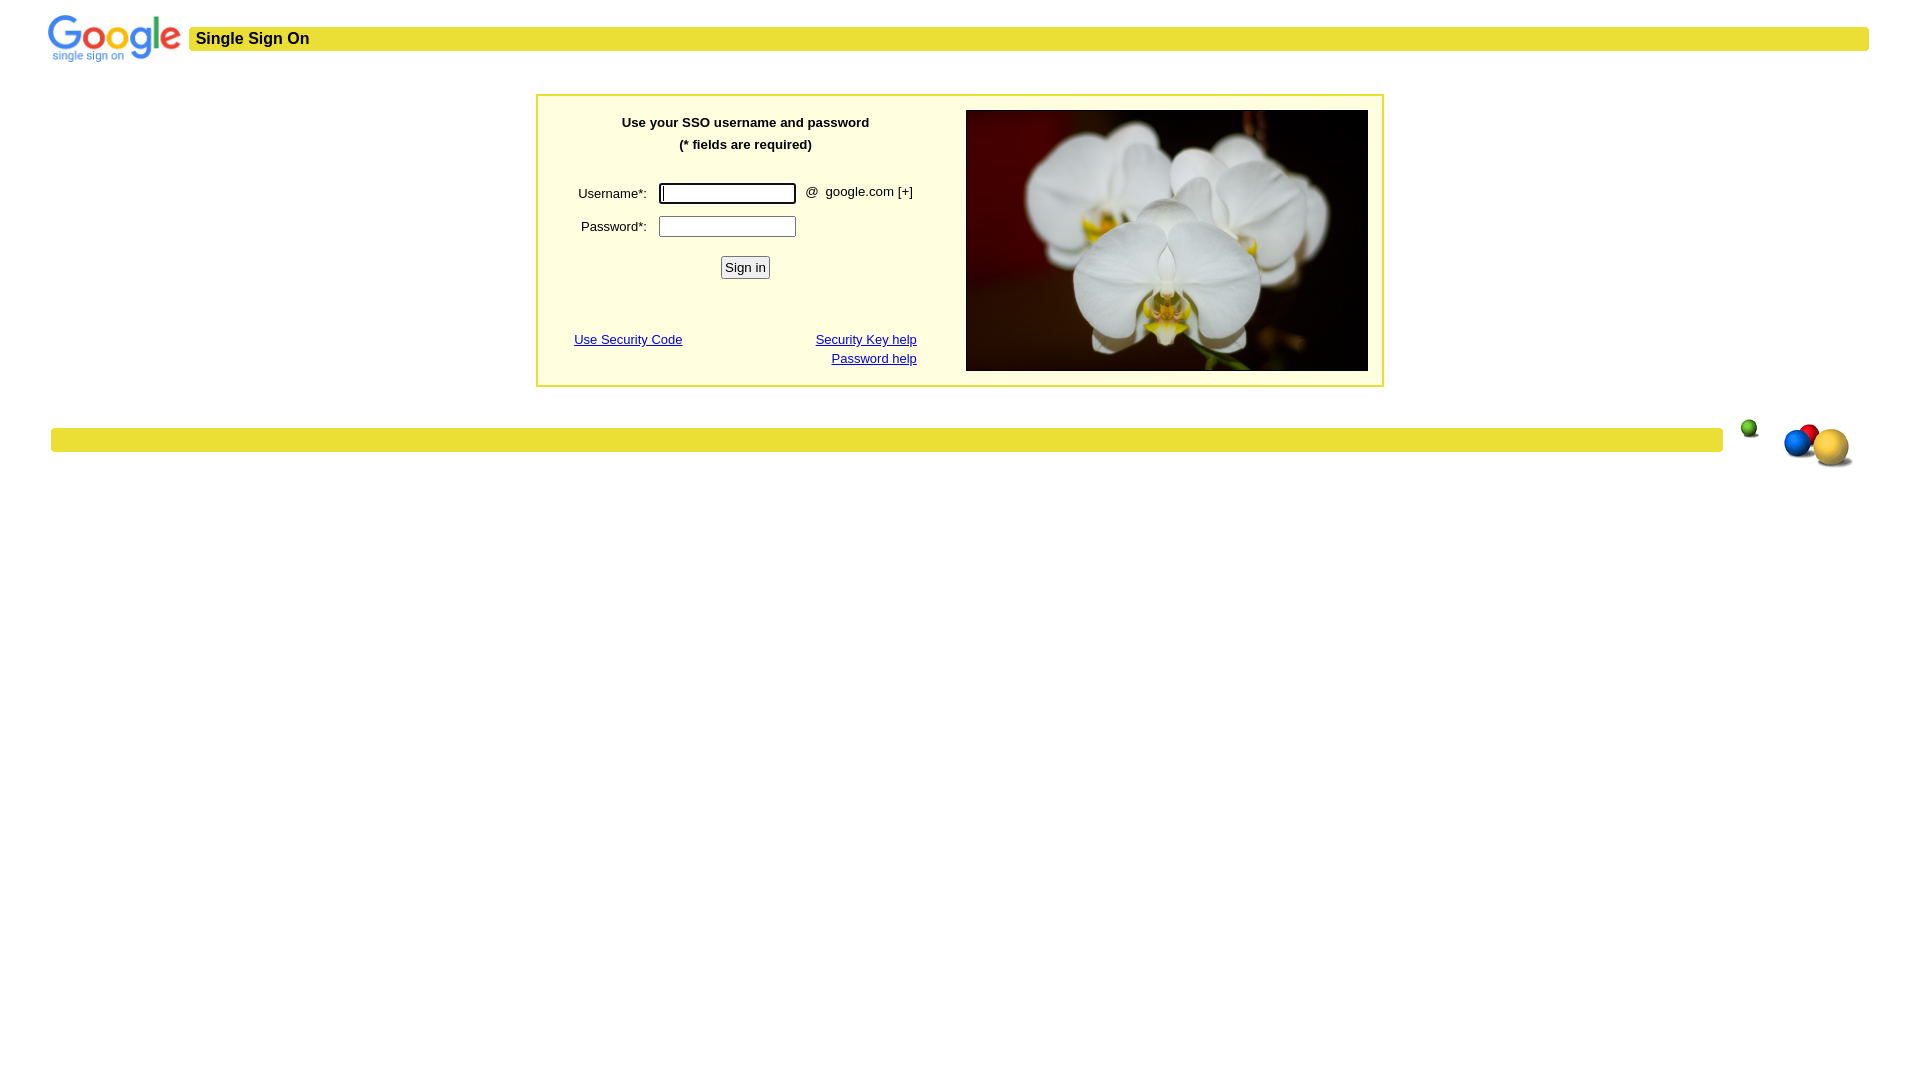 Google
single sign on
Single Sign On
Use your SSO username and password
(* fields are required)
Username*:
@ google.com [+]
Password*:
Sign in
Use Security Code
Security Key help
Password help